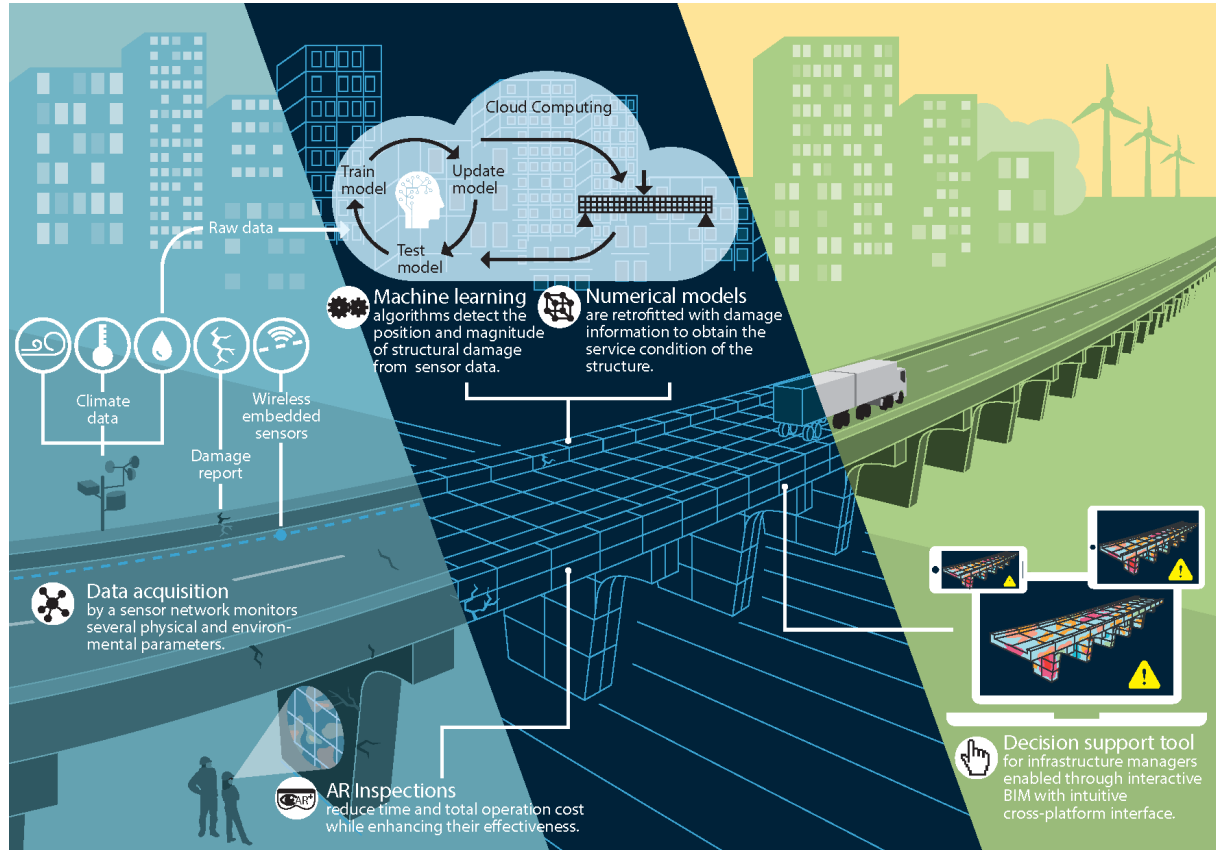 Cloud Computing
Train
model
Update
model
Test
model
Raw data
Machine learning
algorithms detect the
position and magnitude
of structural damage
from sensor data.
Numerical models
are retrofitted with damage
information to obtain the
service condition of the
structure.
Climate
data
Wireless
embedded
sensors
Damage
report
Data acquisition
by a sensor network monitors
several physical and environ-
mental parameters.
AR+
AR Inspections
reduce time and total operation cost
while enhancing their effectiveness.
!
!
!
Decision support tool
for infrastructure managers
enabled through interactive
BIM with intuitive
cross-platform interface.